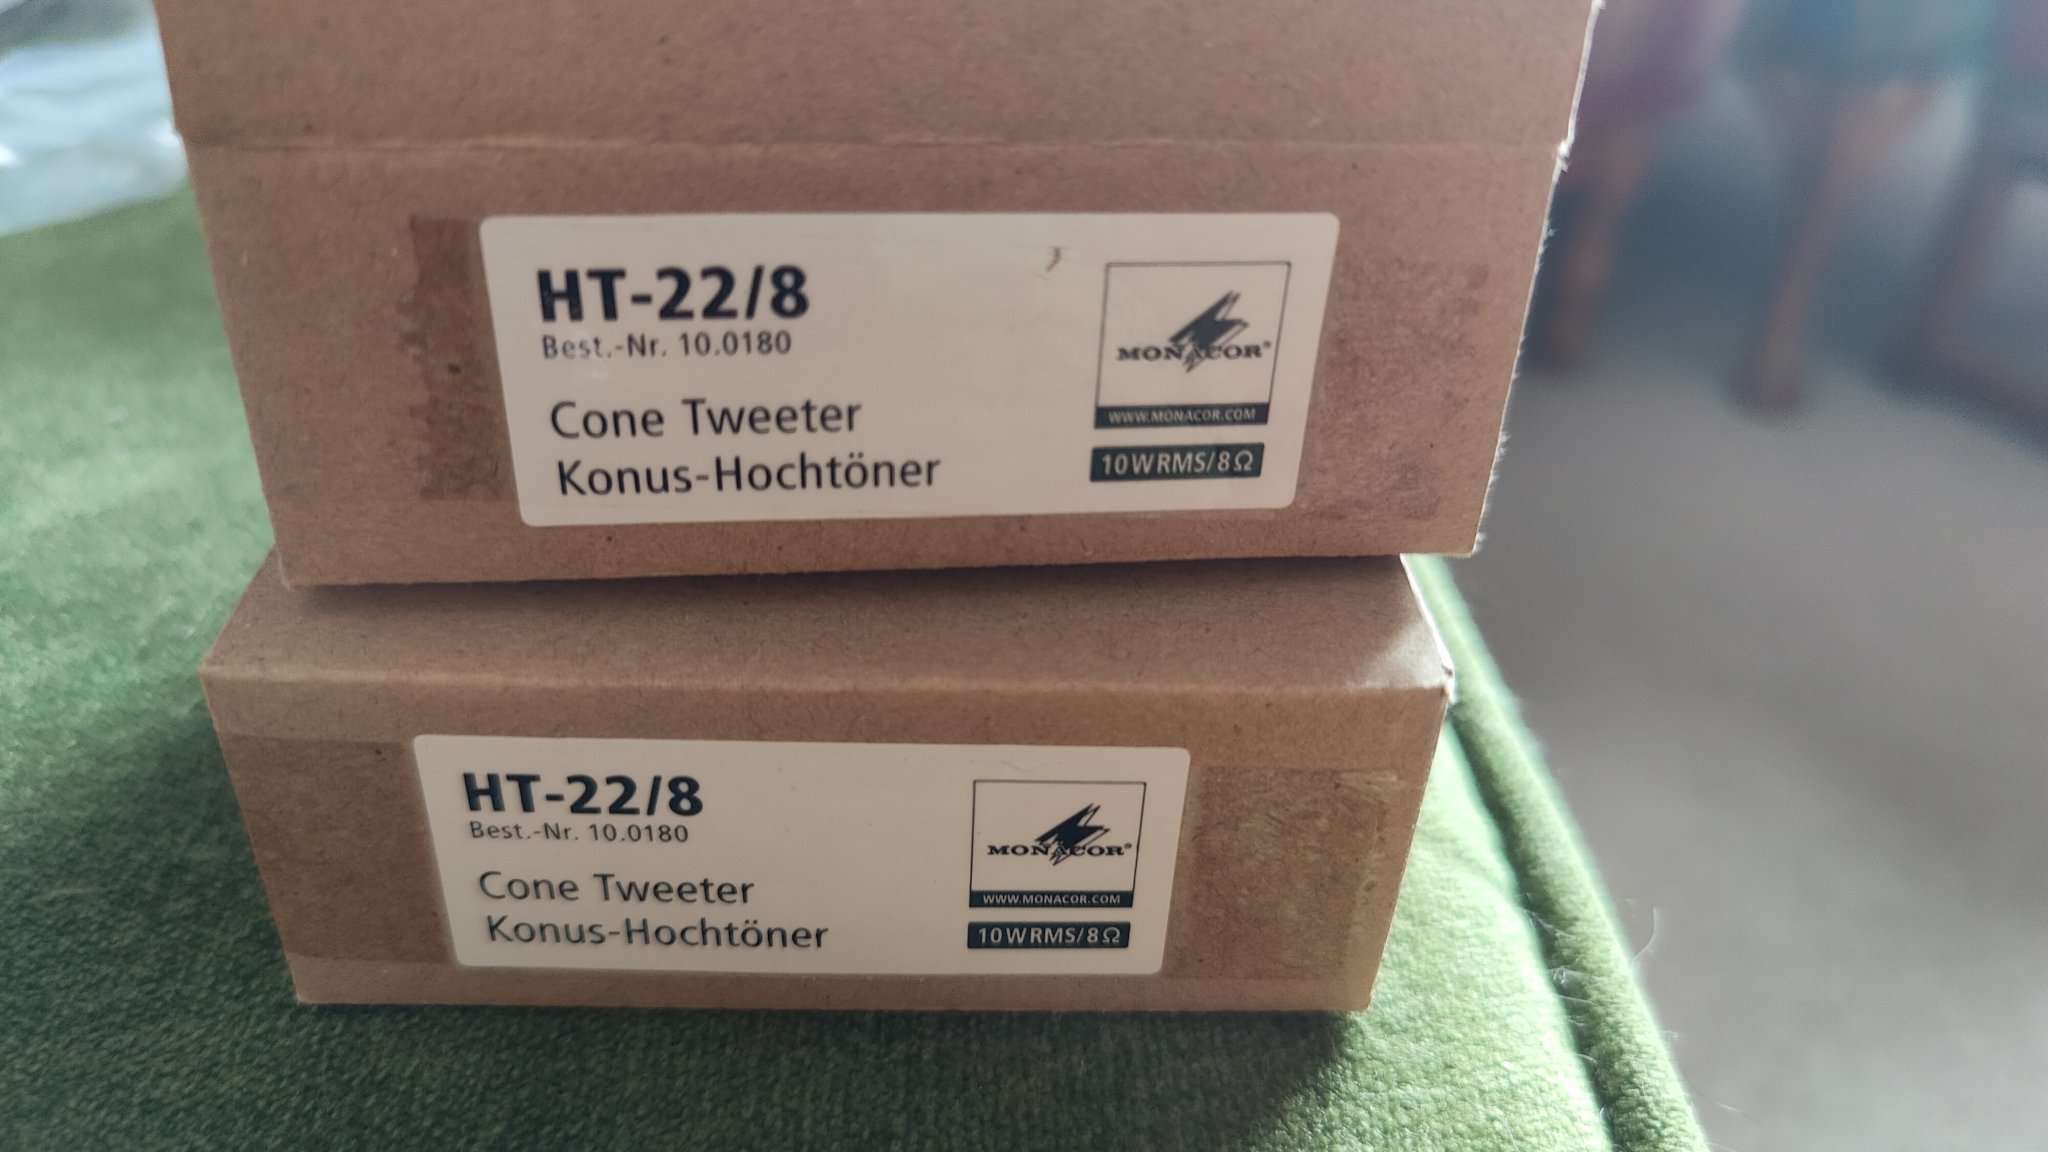 HT-22/8
Best.-Nr. 10.0180
Cone Tweeter
Konus-Hochtöner
MONACOR®
WWW.MONACOR.COM
10 W RMS/8 Ω
HT-22/8
Best.-Nr. 10.0180
Cone Tweeter
Konus-Hochtöner
MONACOR®
WWW.MONACOR.COM
10 W RMS/8 Ω